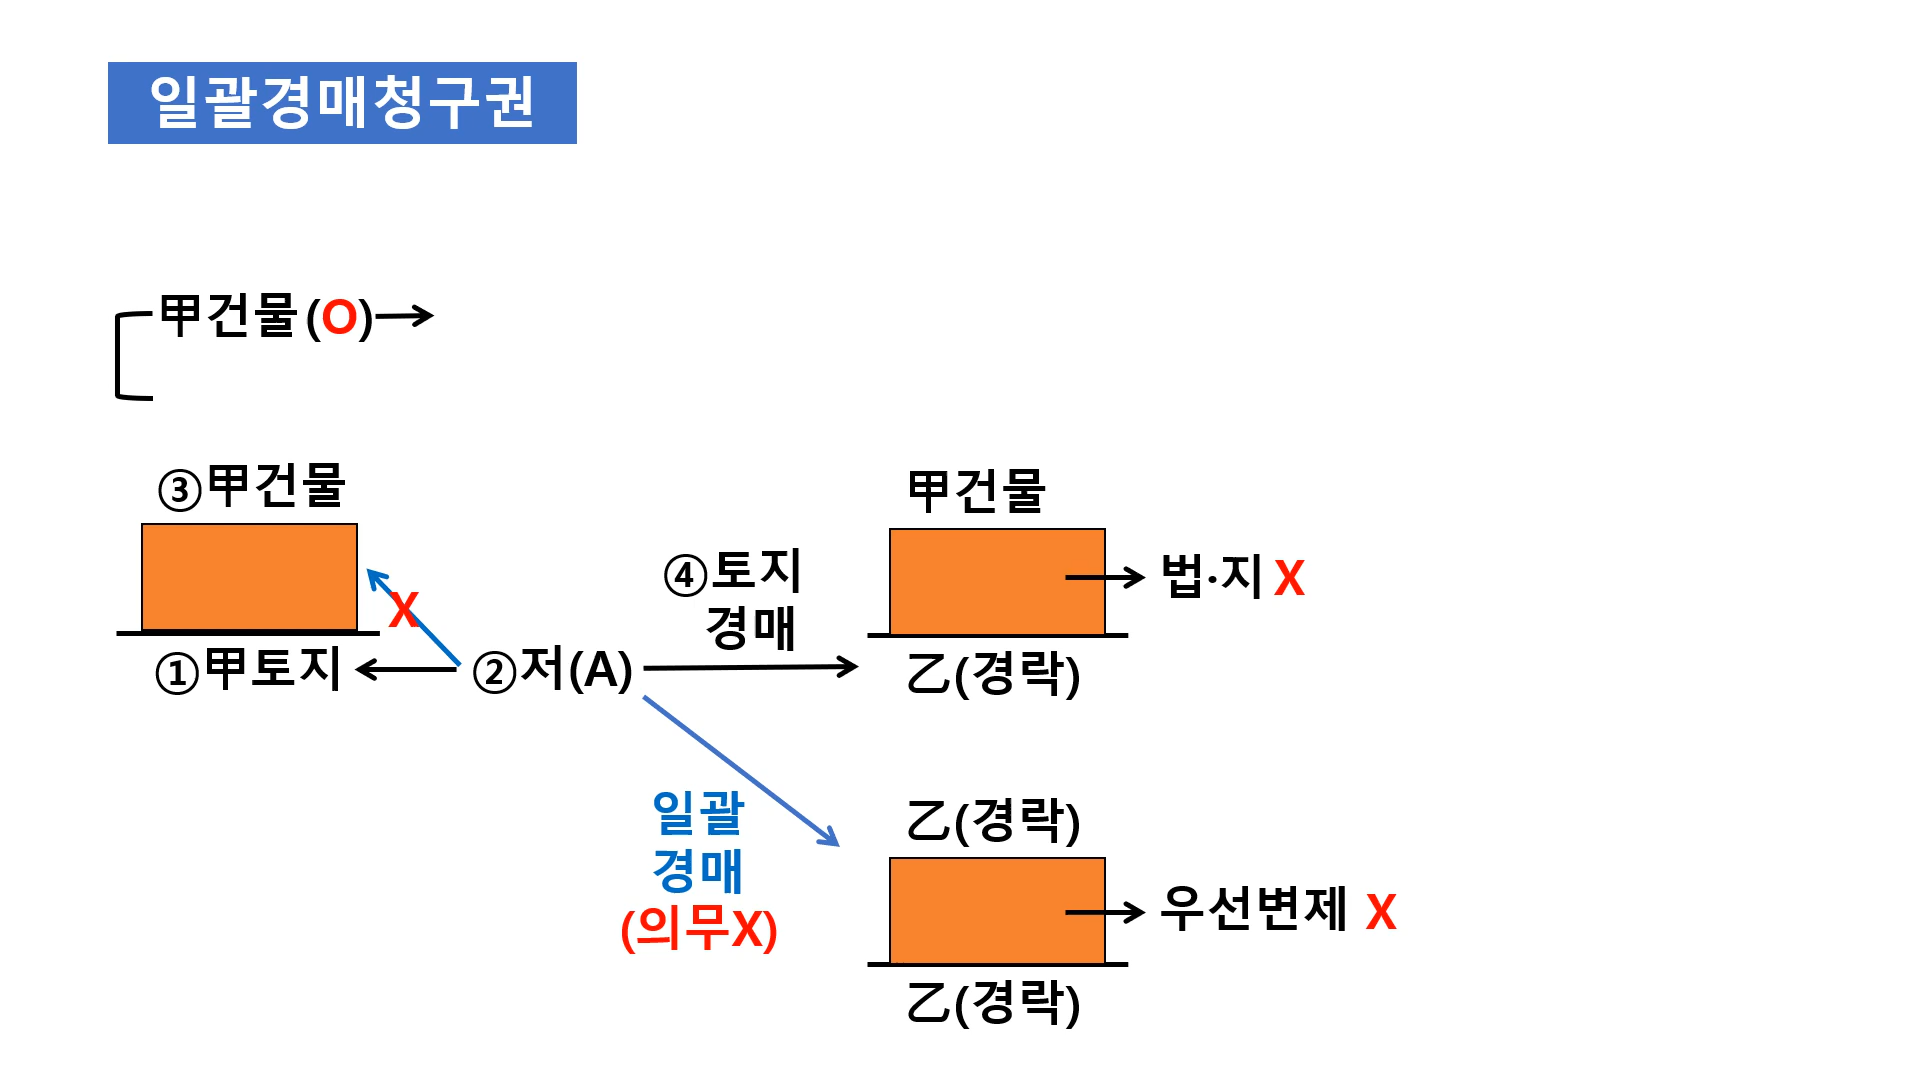 일괄경매청구권
甲건물(O)
③甲건물
X
①甲토지
②저(A)
④토지
경매
甲건물
법·지 X
乙(경락)
일괄
경매
(의무X)
乙(경락)
우선변제 X
乙(경락)